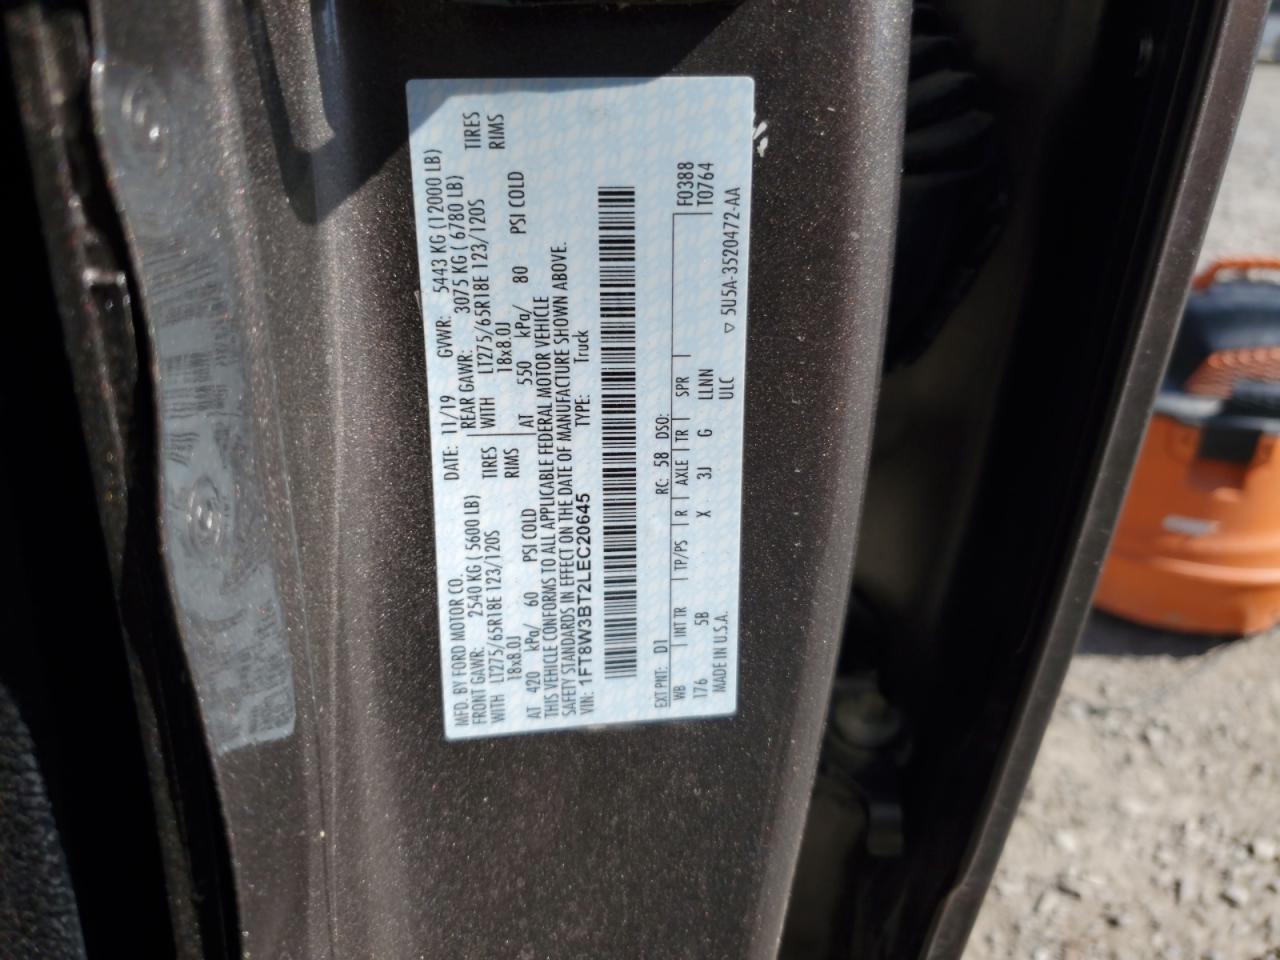 MFD. BY FORD MOTOR CO.
DATE: 11/19 GVWR: 5443 KG (12000 LB)
FRONT GAWR: 2540 KG ( 5600 LB) REAR GAWR: 3075 KG ( 6780 LB)
WITH LT275/65R18E 123/120S TIRES WITH LT275/65R18E 123/120S TIRES
18x8.0J RIMS 18x8.0J RIMS
AT 420 kPa/ 60 PSI COLD AT 550 kPa/ 80 PSI COLD
THIS VEHICLE CONFORMS TO ALL APPLICABLE FEDERAL MOTOR VEHICLE
SAFETY STANDARDS IN EFFECT ON THE DATE OF MANUFACTURE SHOWN ABOVE.
VIN: 1FT8W3BT2LEC20645 TYPE: Truck
F0388
T0764
EXT PNT: D1 RC: 58 DSO:
WB INT TR TP/PS R AXLE TR SPR
176 5B X 3J G LNN
MADE IN U.S.A. ULC
▽ 5U5A-3520472-AA